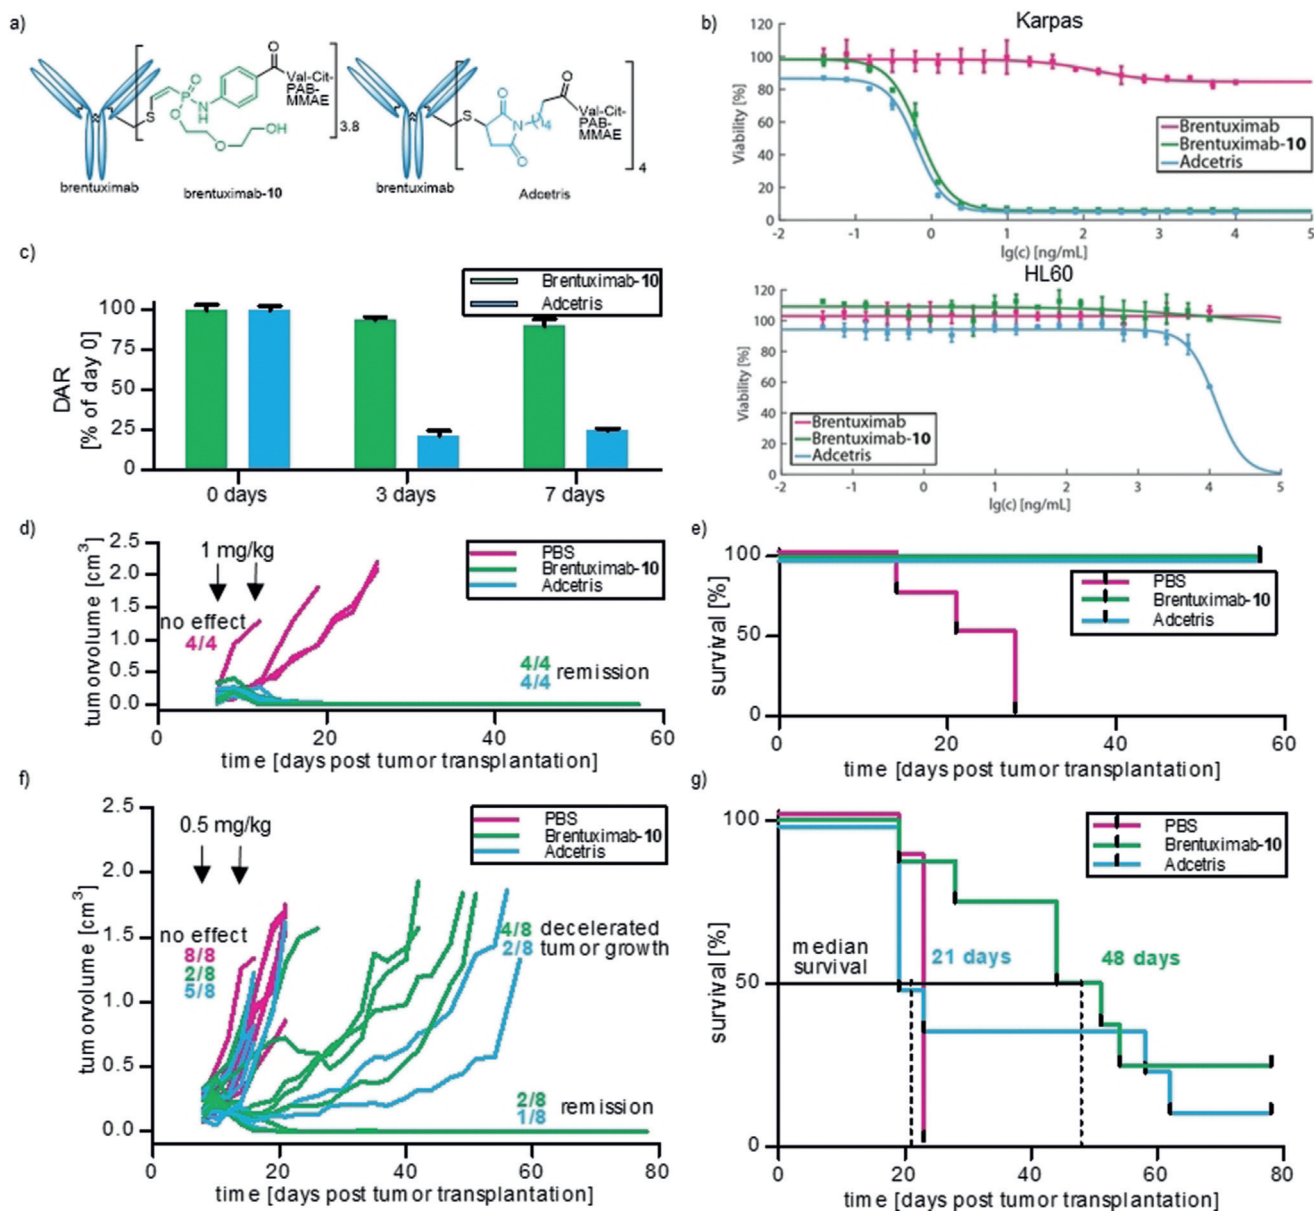 a)
O
Val-Cit-
PAB-
MMAE
O
S
P
O
N
H
OH
O
3.8
brentuximab
brentuximab-10
O
Val-Cit-
PAB-
MMAE
O
S
N
4
O
4
brentuximab
Adcetris
b)
Karpas
120
100
80
60
40
20
0
Viability [%]
Brentuximab
Brentuximab-10
Adcetris
-2
-1
0
1
2
3
4
5
lg(c) [ng/mL]
HL60
120
100
80
60
40
20
0
Viability [%]
Brentuximab
Brentuximab-10
Adcetris
-2
-1
0
1
2
3
4
5
lg(c) [ng/mL]
c)
Brentuximab-10
Adcetris
100
75
50
25
0
DAR
[% of day 0]
0 days
3 days
7 days
d)
2.5
2.0
1.5
1.0
0.5
0.0
tumorvolume [cm3]
1 mg/kg
PBS
Brentuximab-10
Adcetris
no effect
4/4
4/4
4/4
remission
0
20
40
60
time [days post tumor transplantation]
e)
100
50
0
survival [%]
PBS
Brentuximab-10
Adcetris
0
20
40
60
time [days post tumor transplantation]
f)
2.5
2.0
1.5
1.0
0.5
0.0
tumorvolume [cm3]
0.5 mg/kg
PBS
Brentuximab-10
Adcetris
no effect
8/8
2/8
5/8
4/8 decelerated
2/8 tumor growth
2/8
1/8
remission
0
20
40
60
80
time [days post tumor transplantation]
g)
100
50
0
survival [%]
PBS
Brentuximab-10
Adcetris
median
survival
21 days
48 days
0
20
40
60
80
time [days post tumor transplantation]